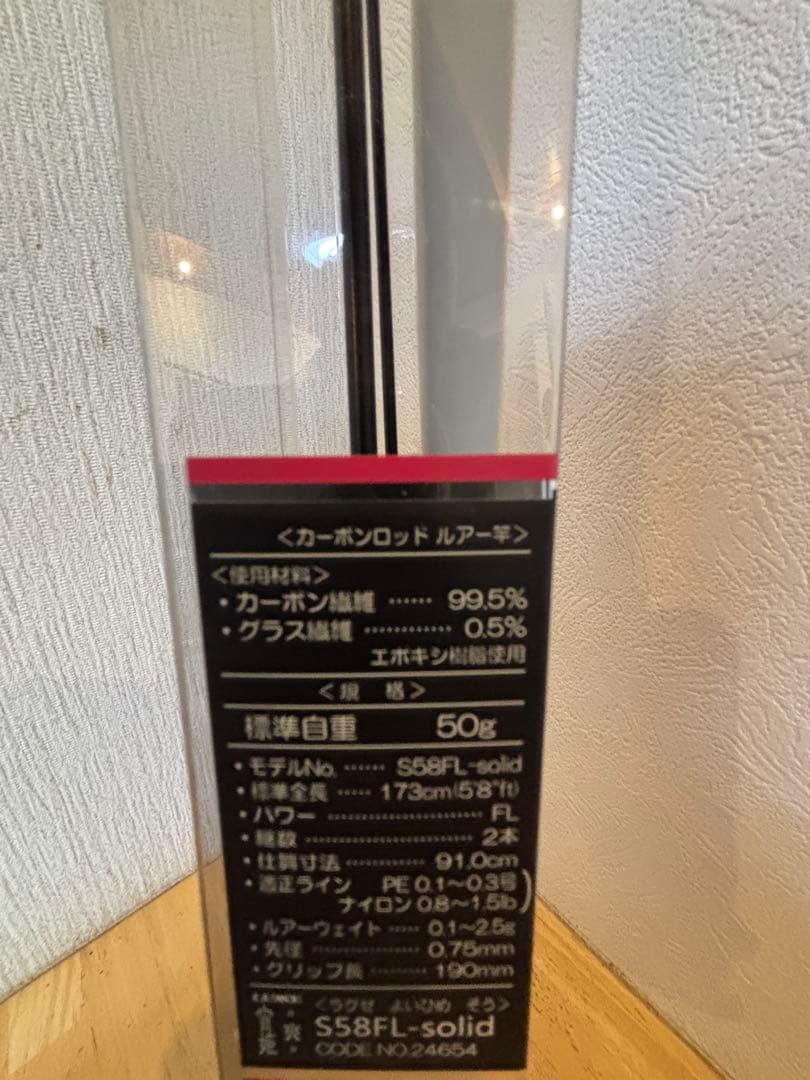 <カーボンロッド ルアー竿>
<使用材料>
・カーボン繊維 …… 99.5%
・グラス繊維 ………… 0.5%
エポキシ樹脂使用
<規 格>
標準自重 50g
・モデルNo. …… S58FL-solid
・標準全長 …… 173cm(5'8"ft)
・パワー ………………… FL
・継数 ………………… 2本
・仕舞寸法 ………… 91.0cm
・適正ライン PE 0.1〜0.3号
ナイロン 0.8〜1.5lb
・ルアーウェイト …… 0.1〜2.5g
・先径 ………… 0.75mm
・グリップ長 ……… 190mm
<ラグゼ よいひめ そう>
宵姫 爽
S58FL-solid
CODE NO.24654